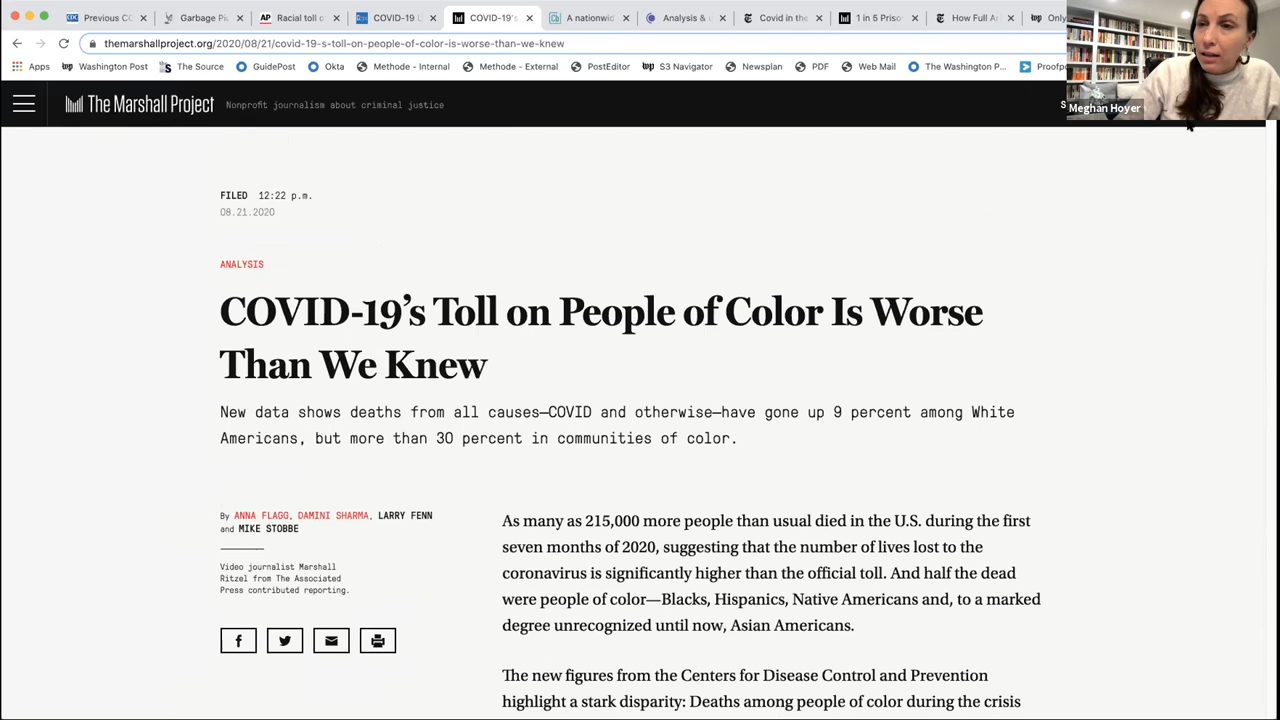 Previous CC
Garbage Pi
AP Racial toll
COVID-19
COVID-19's
A nationwid
Analysis &
Covid in the
1 in 5 Priso
How Full A
Only
themarshallproject.org/2020/08/21/covid-19-s-toll-on-people-of-color-is-worse-than-we-knew
Apps
wp Washington Post
The Source
GuidePost
Okta
Methode - Internal
Methode - External
PostEditor
wp S3 Navigator
Newsplan
PDF
Web Mail
The Washington P...
Proofp
The Marshall Project
Nonprofit journalism about criminal justice
Meghan Hoyer
FILED 12:22 p.m.
08.21.2020
ANALYSIS
COVID-19's Toll on People of Color Is Worse
Than We Knew
New data shows deaths from all causes—COVID and otherwise—have gone up 9 percent among White
Americans, but more than 30 percent in communities of color.
By ANNA FLAGG, DAMINI SHARMA, LARRY FENN
and MIKE STOBBE
Video journalist Marshall
Ritzel from The Associated
Press contributed reporting.
As many as 215,000 more people than usual died in the U.S. during the first
seven months of 2020, suggesting that the number of lives lost to the
coronavirus is significantly higher than the official toll. And half the dead
were people of color—Blacks, Hispanics, Native Americans and, to a marked
degree unrecognized until now, Asian Americans.
The new figures from the Centers for Disease Control and Prevention
highlight a stark disparity: Deaths among people of color during the crisis